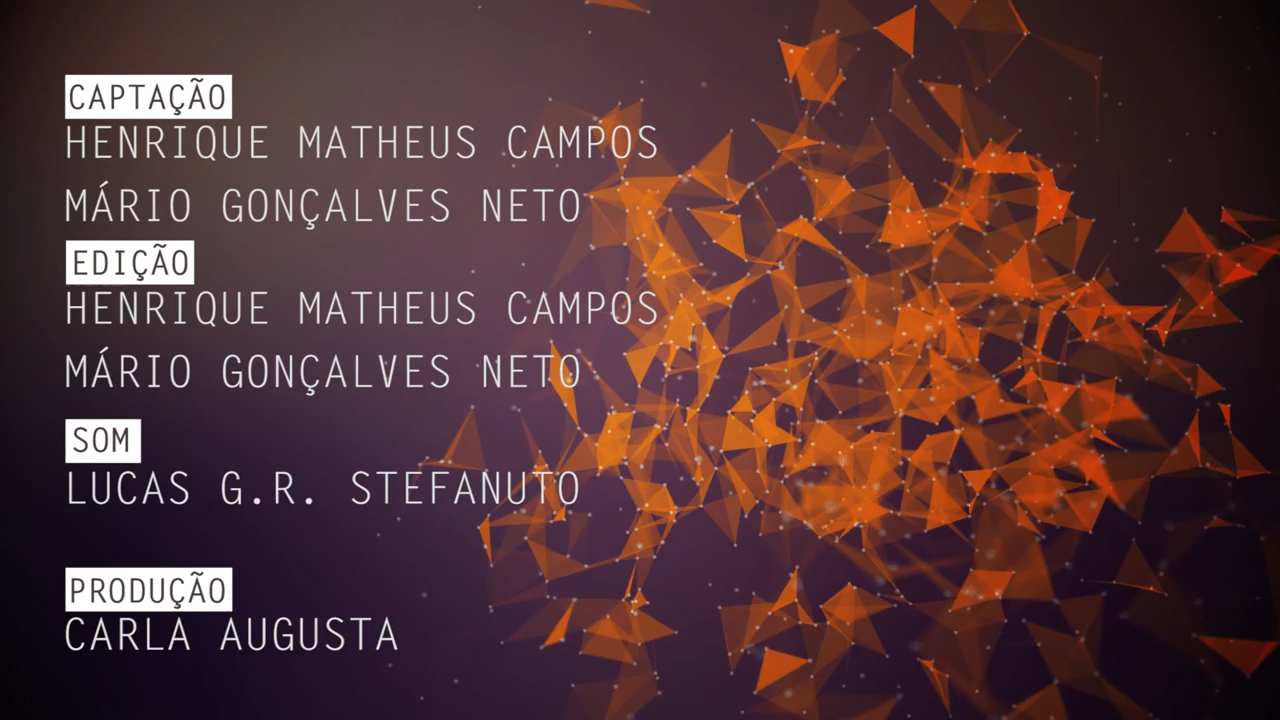 CAPTAÇÃO
HENRIQUE MATHEUS CAMPOS
MÁRIO GONÇALVES NETO
EDIÇÃO
HENRIQUE MATHEUS CAMPOS
MÁRIO GONÇALVES NETO
SOM
LUCAS G.R. STEFANUTO
PRODUÇÃO
CARLA AUGUSTA